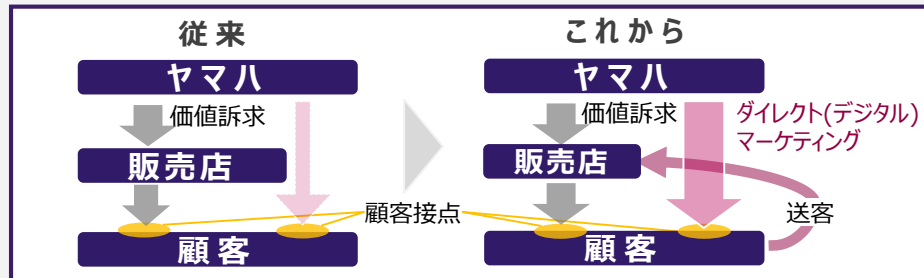 従来
ヤマハ
価値訴求
販売店
顧客
顧客接点
これから
ヤマハ
価値訴求
ダイレクト(デジタル)
マーケティング
販売店
送客
顧客